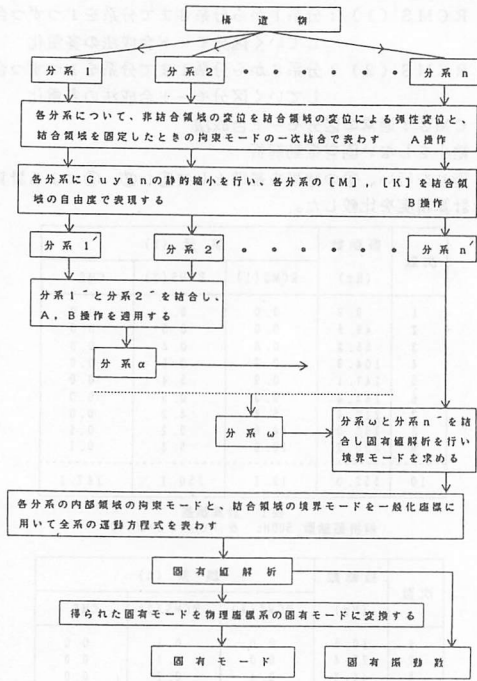 構造物
分系1 分系2 ・・・・・・ 分系n
各分系について、非結合領域の変位を結合領域の変位による弾性変位と、
結合領域を固定したときの拘束モードの一次結合で表わす A操作
各分系にGuyanの静的縮小を行い、各分系の[M],[K]を結合領
域の自由度で表現する B操作
分系1´ 分系2´ ・・・・・・ 分系n´
分系1´と分系2´を結合し、
A,B操作を適用する
分系α
分系ω
分系ωと分系n´を結
合し固有値解析を行い
境界モードを求める
各分系の内部領域の拘束モードと、結合領域の境界モードを一般化座標に
用いて全系の運動方程式を表わす
固有値解析
得られた固有モードを物理座標系の固有モードに変換する
固有モード 固有振動数